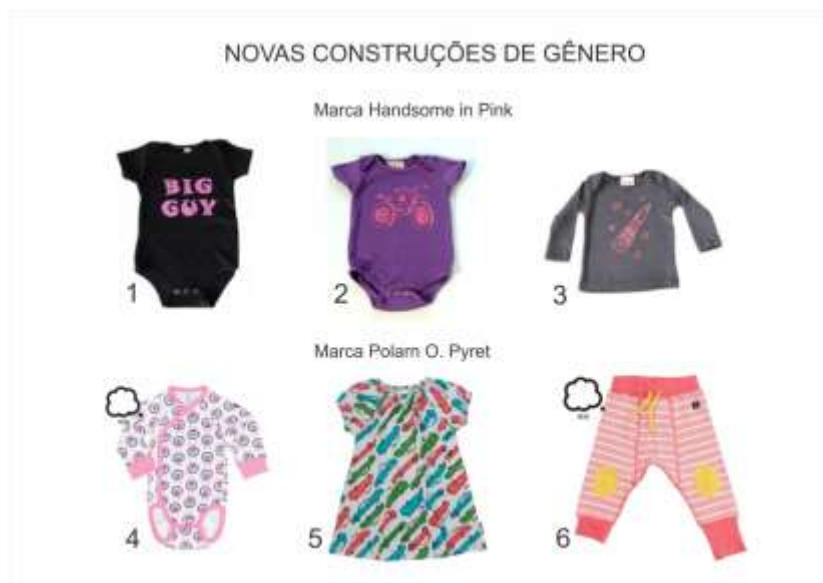 NOVAS CONSTRUÇÕES DE GÊNERO
Marca Handsome in Pink
BIG
GUY
1
2
3
Marca Polarn O. Pyret
4
5
6